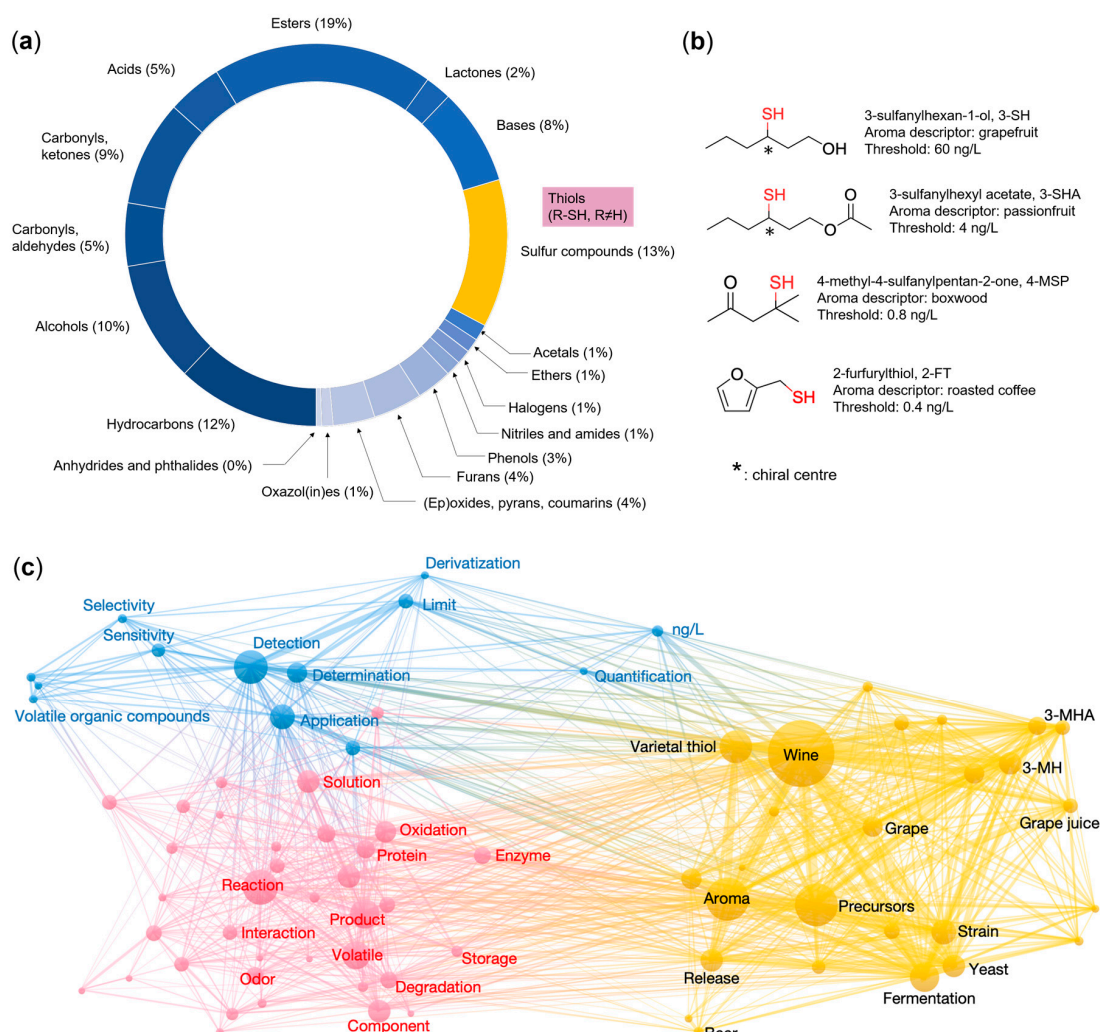 (a)
Esters (19%)
Lactones (2%)
Bases (8%)
Thiols
(R-SH, R≠H)
Sulfur compounds (13%)
Acetals (1%)
Ethers (1%)
Halogens (1%)
Nitriles and amides (1%)
Phenols (3%)
Furans (4%)
(Ep)oxides, pyrans, coumarins (4%)
Oxazol(in)es (1%)
Anhydrides and phthalides (0%)
Hydrocarbons (12%)
Alcohols (10%)
Carbonyls,
aldehydes (5%)
Carbonyls,
ketones (9%)
Acids (5%)
(b)
SH
OH
*
3-sulfanylhexan-1-ol, 3-SH
Aroma descriptor: grapefruit
Threshold: 60 ng/L
SH
O
O
*
3-sulfanylhexyl acetate, 3-SHA
Aroma descriptor: passionfruit
Threshold: 4 ng/L
O
SH
4-methyl-4-sulfanylpentan-2-one, 4-MSP
Aroma descriptor: boxwood
Threshold: 0.8 ng/L
O
SH
2-furfurylthiol, 2-FT
Aroma descriptor: roasted coffee
Threshold: 0.4 ng/L
*: chiral centre
(c)
Derivatization
Selectivity
Limit
Sensitivity
Detection
ng/L
Determination
Quantification
Volatile organic compounds
Application
Varietal thiol
Wine
3-MHA
3-MH
Solution
Grape juice
Oxidation
Grape
Protein
Enzyme
Reaction
Aroma
Precursors
Product
Interaction
Strain
Volatile
Storage
Odor
Release
Yeast
Degradation
Fermentation
Component